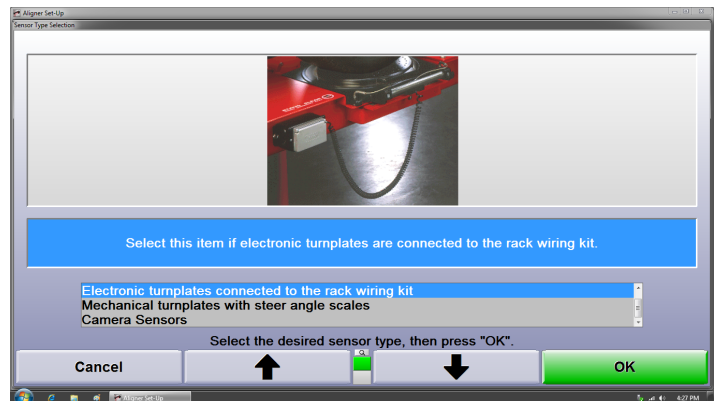 Aligner Set-Up
Sensor Type Selection
Select this item if electronic turnplates are connected to the rack wiring kit.
Electronic turnplates connected to the rack wiring kit
Mechanical turnplates with steer angle scales
Camera Sensors
Select the desired sensor type, then press "OK".
Cancel
OK
Aligner Set-Up
4:27 PM